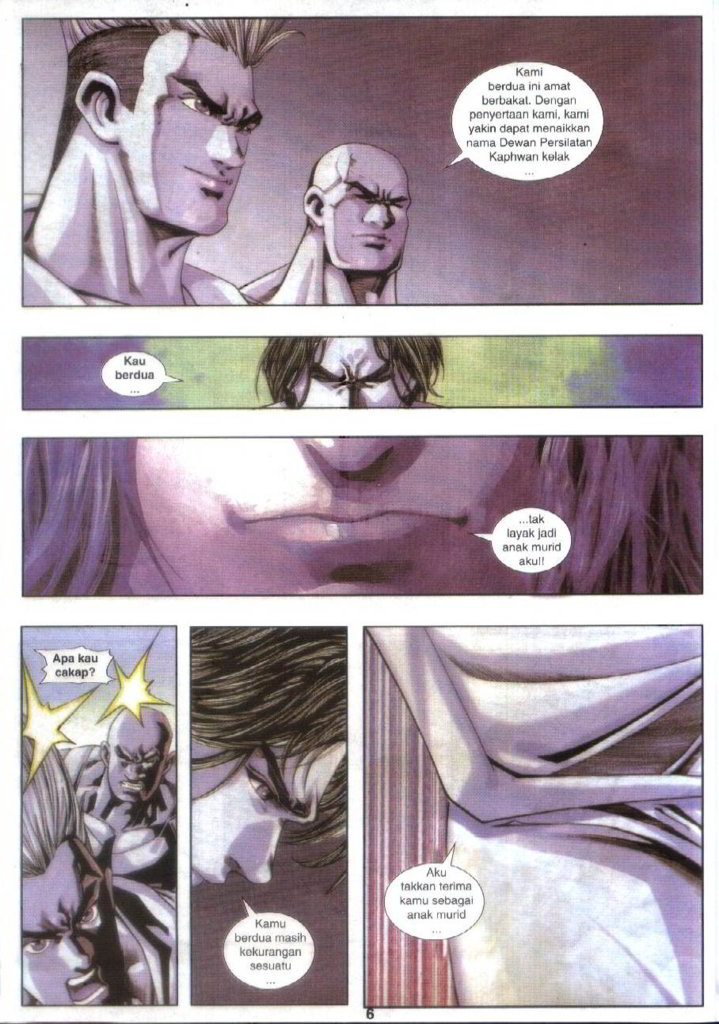 Kami
berdua ini amat
berbakat. Dengan
penyertaan kami, kami
yakin dapat menaikkan
nama Dewan Persilatan
Kaphwan kelak
...
Kau
berdua
...
...tak
layak jadi
anak murid
aku!!
Apa kau
cakap?
Kamu
berdua masih
kekurangan
sesuatu
...
Aku
takkan terima
kamu sebagai
anak murid
...
6